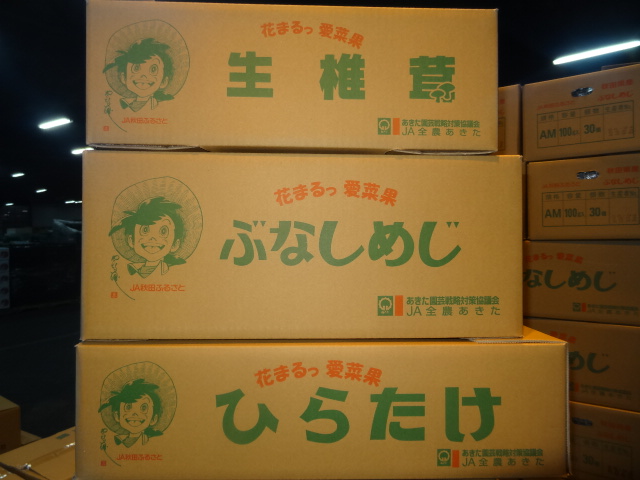 花まるっ 愛菜果
生椎茸
JA秋田ふるさと
あきた園芸戦略対策協議会
JA全農あきた
花まるっ 愛菜果
ぶなしめじ
JA秋田ふるさと
あきた園芸戦略対策協議会
JA全農あきた
花まるっ 愛菜果
ひらたけ
JA秋田ふるさと
あきた園芸戦略対策協議会
JA全農あきた
AM 100 30
AM 100 30
なしめじ
しめじ